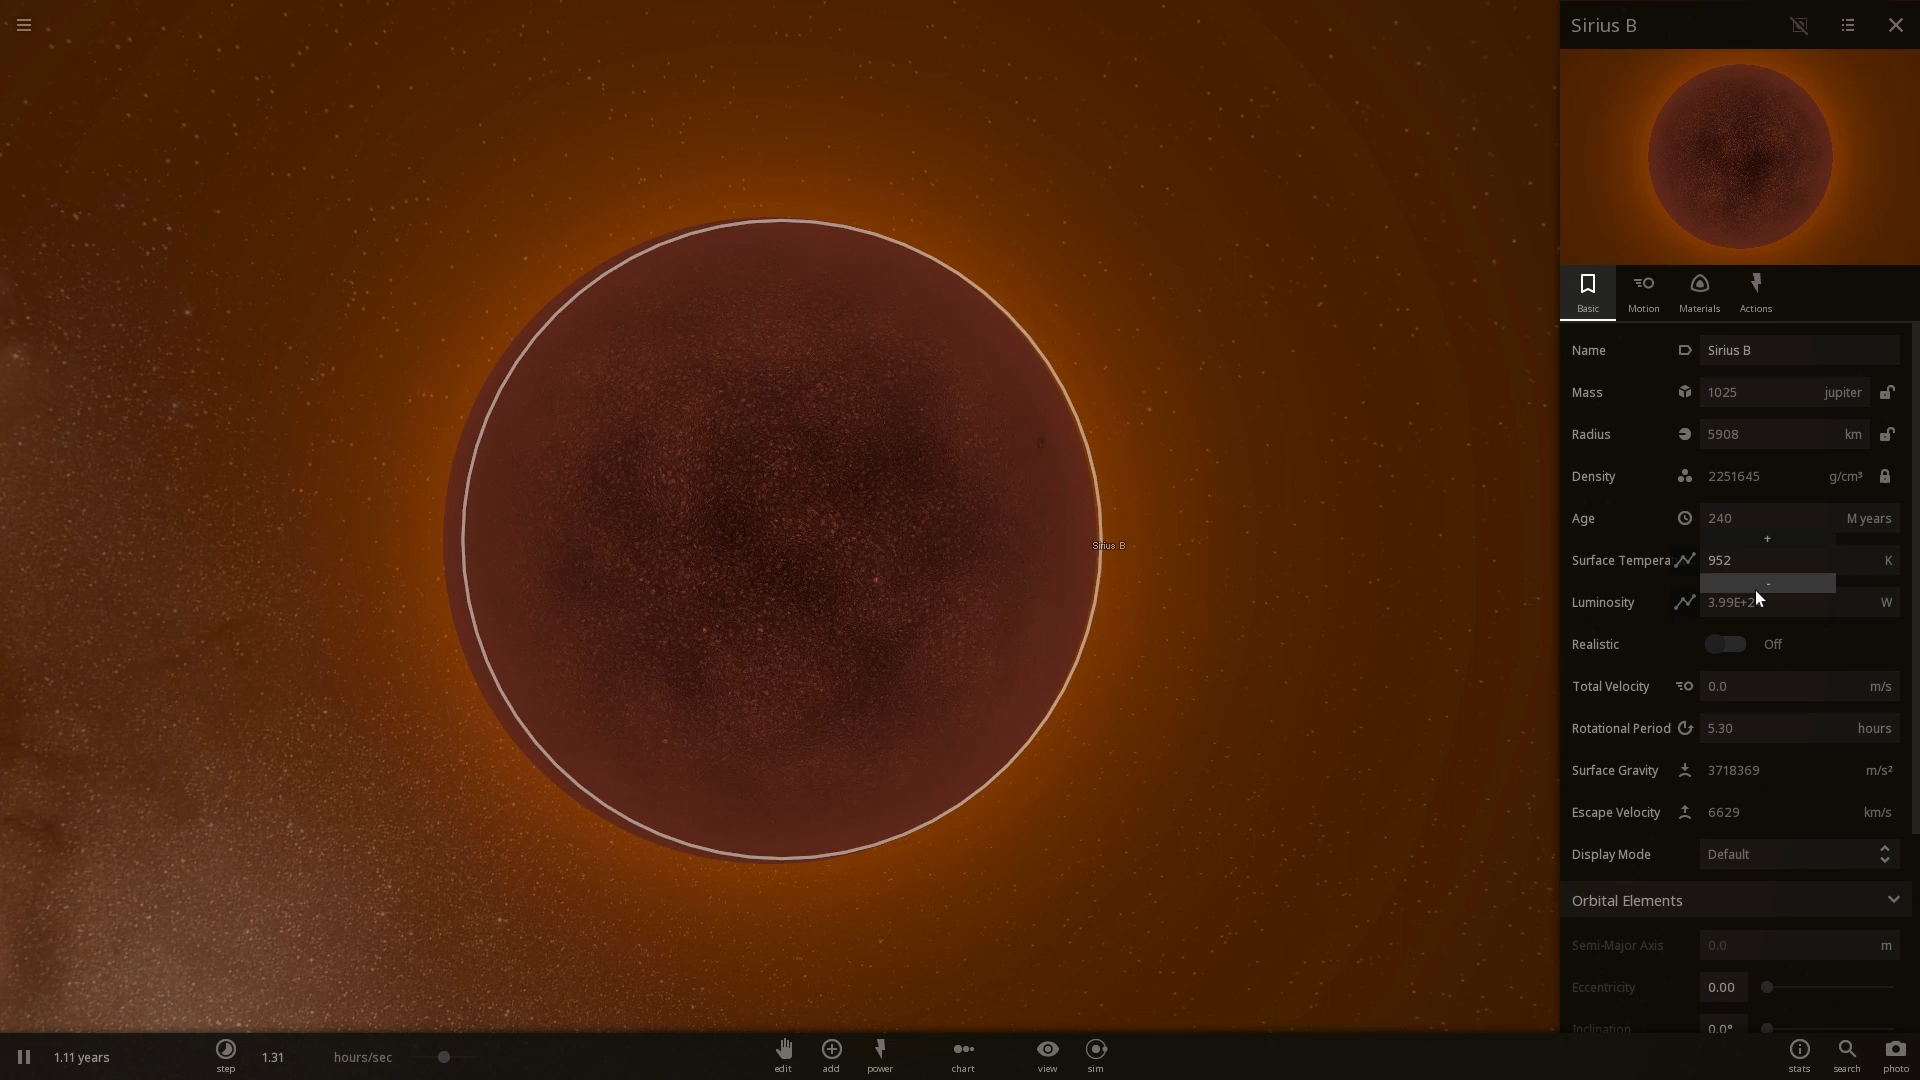 Sirius B
Basic
Motion
Materials
Actions
Name
Sirius B
Mass
1025
jupiter
Radius
5908
km
Density
2251645
g/cm³
Age
240
M years
+
Surface Tempera
952
K
-
Luminosity
W
Realistic
Off
Total Velocity
0.0
m/s
Rotational Period
5.30
hours
Surface Gravity
3718369
m/s²
Escape Velocity
6629
km/s
Display Mode
Default
Orbital Elements
Semi-Major Axis
0.0
m
Eccentricity
0.00
Inclination
0.0°
Sirius B
1.11 years
step
1.31
hours/sec
edit
add
power
chart
view
sim
stats
search
photo